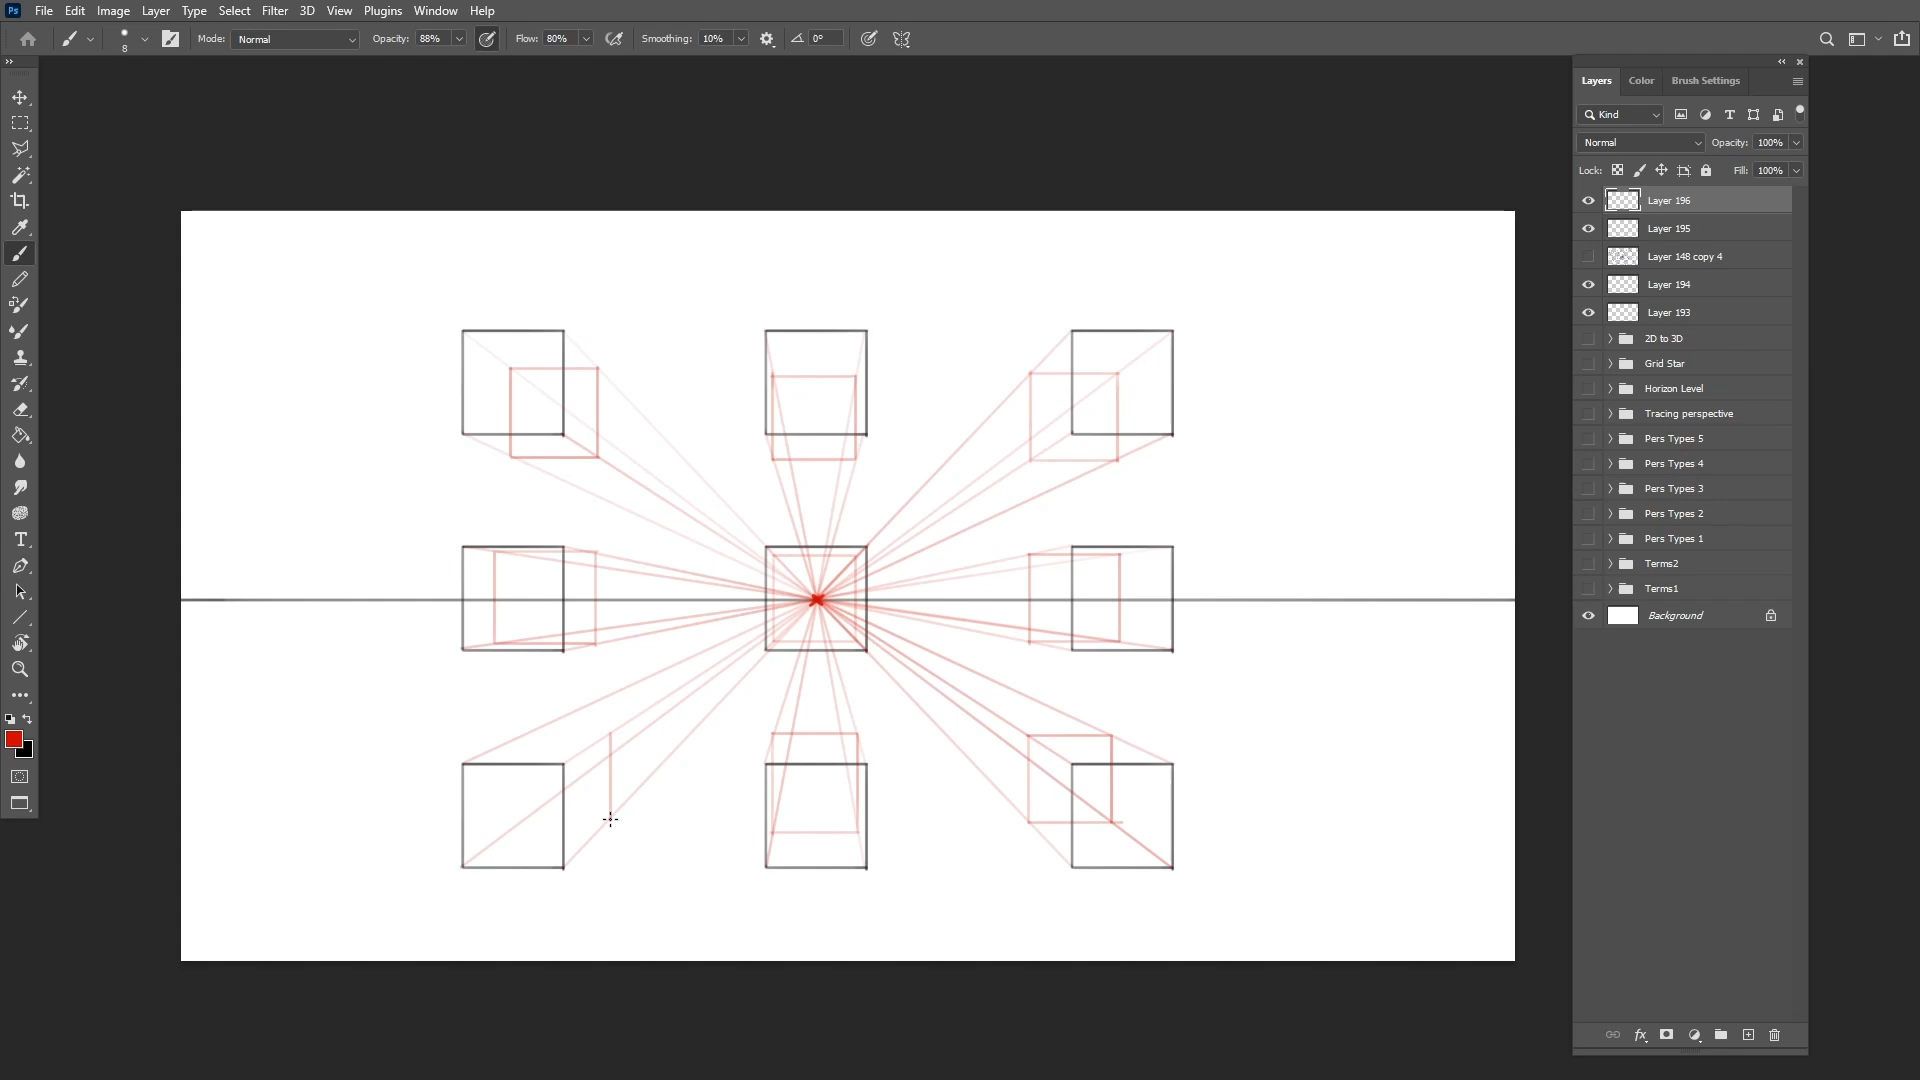 Ps File Edit Image Layer Type Select Filter 3D View Plugins Window Help
8 Mode: Normal Opacity: 88% Flow: 80% Smoothing: 10% 0°
Layers Color Brush Settings
Kind
Normal Opacity: 100%
Lock: Fill: 100%
Layer 196
Layer 195
Layer 148 copy 4
Layer 194
Layer 193
2D to 3D
Grid Star
Horizon Level
Tracing perspective
Pers Types 5
Pers Types 4
Pers Types 3
Pers Types 2
Pers Types 1
Terms2
Terms1
Background
fx